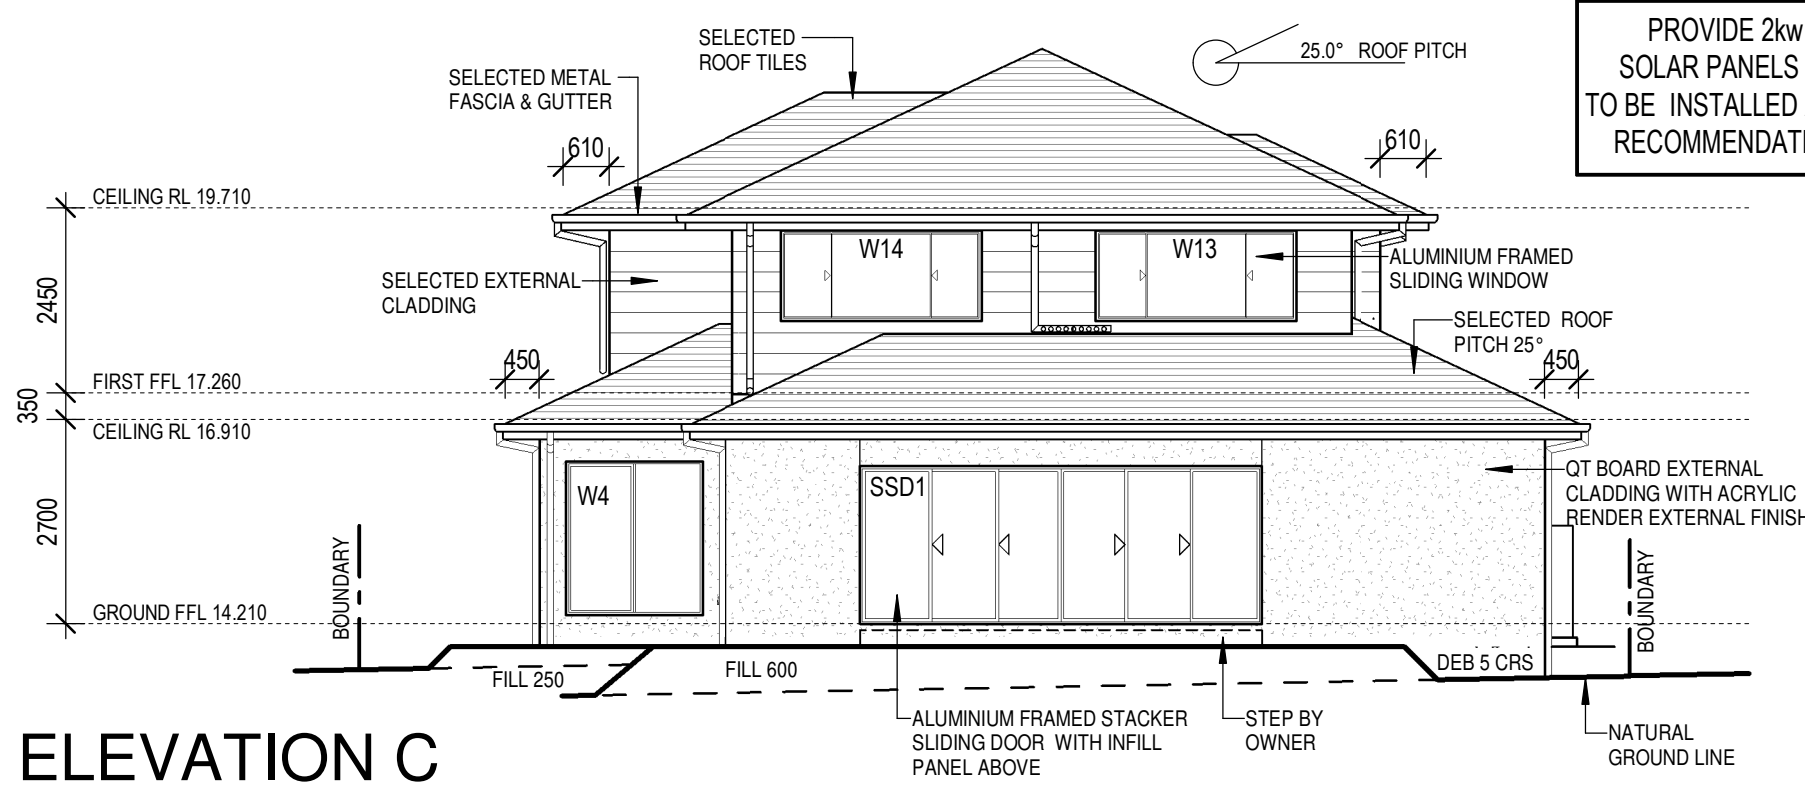 PROVIDE 2kw
SOLAR PANELS
TO BE INSTALLED
SELECTED
ROOF TILES
25.0° ROOF PITCH
SELECTED METAL
FASCIA & GUTTER
610
610
CEILING RL 19.710
W14
W13
ALUMINIUM FRAMED
SLIDING WINDOW
SELECTED EXTERNAL
CLADDING
2450
SELECTED ROOF
PITCH 25°
450
450
FIRST FFL 17.260
350
CEILING RL 16.910
W4
SSD1
QT BOARD EXTERNAL
CLADDING WITH ACRYLIC
RENDER EXTERNAL FINISH
2700
BOUNDARY
BOUNDARY
GROUND FFL 14.210
FILL 250
FILL 600
DEB 5 CRS
ALUMINIUM FRAMED STACKER
SLIDING DOOR WITH INFILL
PANEL ABOVE
STEP BY
OWNER
NATURAL
GROUND LINE
ELEVATION C